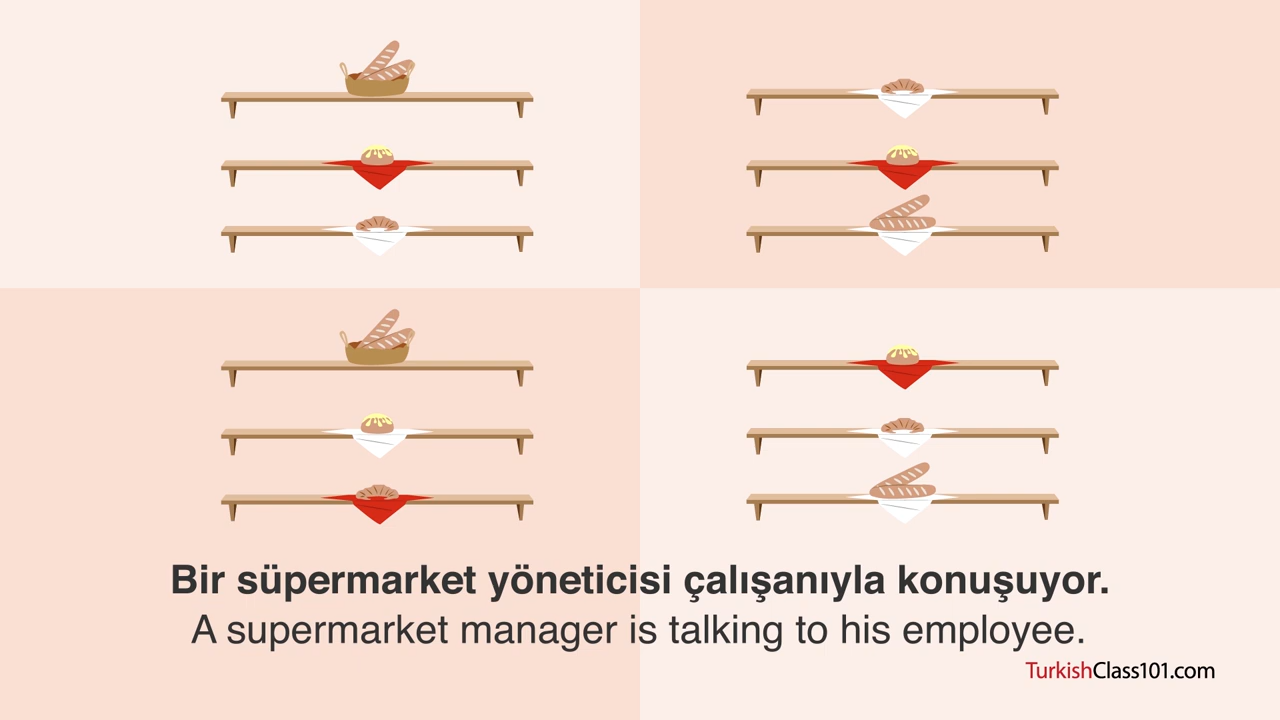 Bir süpermarket yöneticisi çalışanıyla konuşuyor.
A supermarket manager is talking to his employee.
TurkishClass101.com